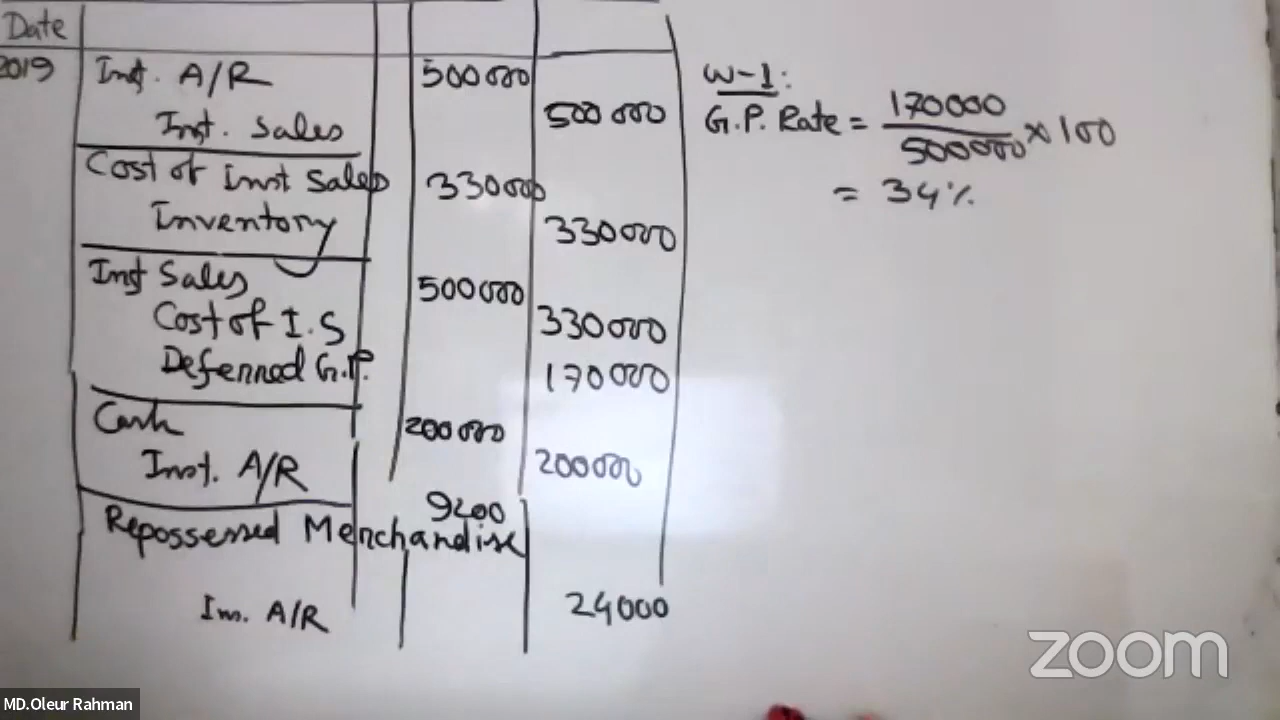 Date
2019 Inst. A/R 500000
Inst. Sales 500000
Cost of Inst Sales 330000
Inventory 330000
Inst Sales 500000
Cost of I.S 330000
Deferred G.P. 170000
Cash 200000
Inst. A/R 200000
9200
Repossessed Merchandise
Ins. A/R 24000
W-1:
G.P. Rate = 170000 / 500000 × 100
= 34%
zoom
MD.Oleur Rahman